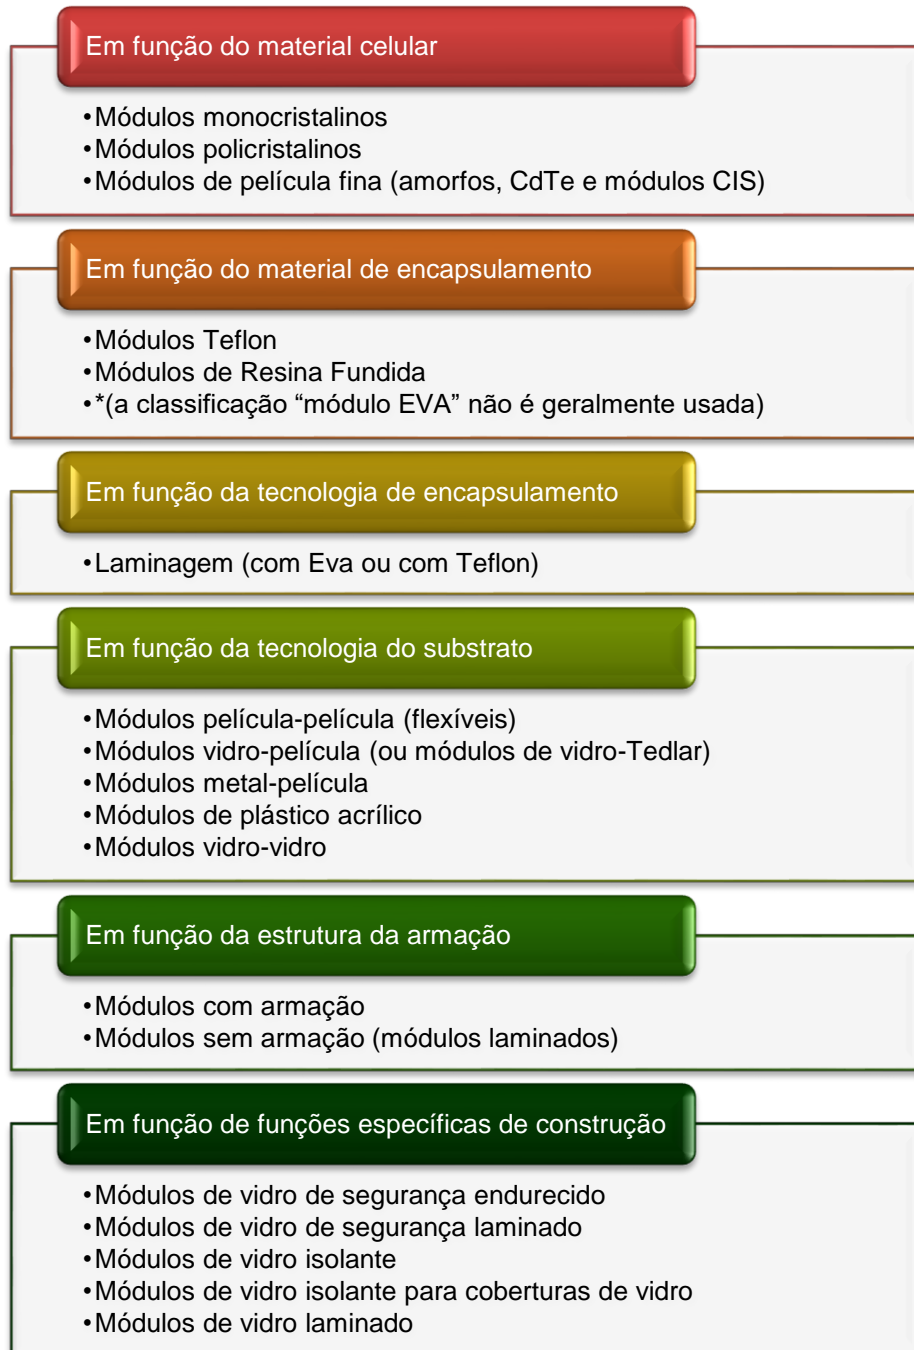 Em função do material celular
•Módulos monocristalinos
•Módulos policristalinos
•Módulos de película fina (amorfos, CdTe e módulos CIS)
Em função do material de encapsulamento
•Módulos Teflon
•Módulos de Resina Fundida
•*(a classificação “módulo EVA” não é geralmente usada)
Em função da tecnologia de encapsulamento
•Laminagem (com Eva ou com Teflon)
Em função da tecnologia do substrato
•Módulos película-película (flexíveis)
•Módulos vidro-película (ou módulos de vidro-Tedlar)
•Módulos metal-película
•Módulos de plástico acrílico
•Módulos vidro-vidro
Em função da estrutura da armação
•Módulos com armação
•Módulos sem armação (módulos laminados)
Em função de funções específicas de construção
•Módulos de vidro de segurança endurecido
•Módulos de vidro de segurança laminado
•Módulos de vidro isolante
•Módulos de vidro isolante para coberturas de vidro
•Módulos de vidro laminado